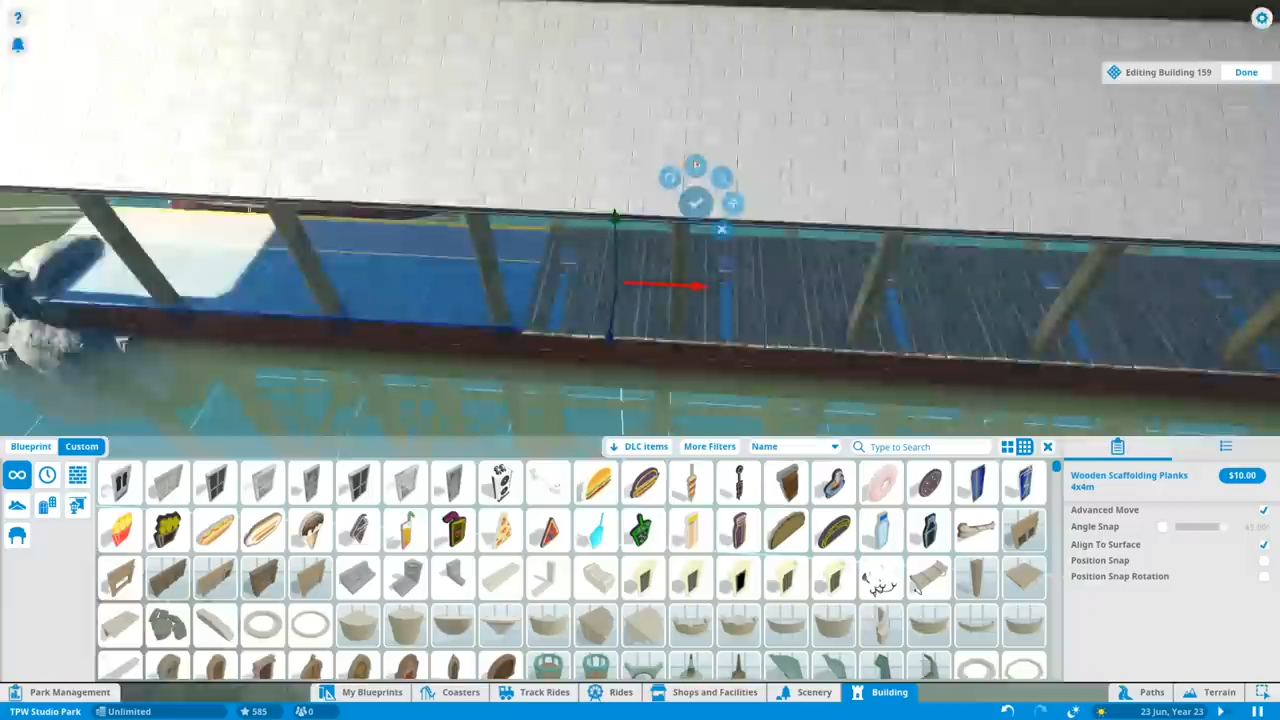 ?
Editing Building 159
Done
Blueprint
Custom
DLC items
More Filters
Name
Type to Search
Wooden Scaffolding Planks 4x4m
$10.00
Advanced Move
Angle Snap
45.00°
Align To Surface
Position Snap
Position Snap Rotation
Park Management
My Blueprints
Coasters
Track Rides
Rides
Shops and Facilities
Scenery
Building
Paths
Terrain
TPW Studio Park
Unlimited
585
0
23 Jun, Year 23